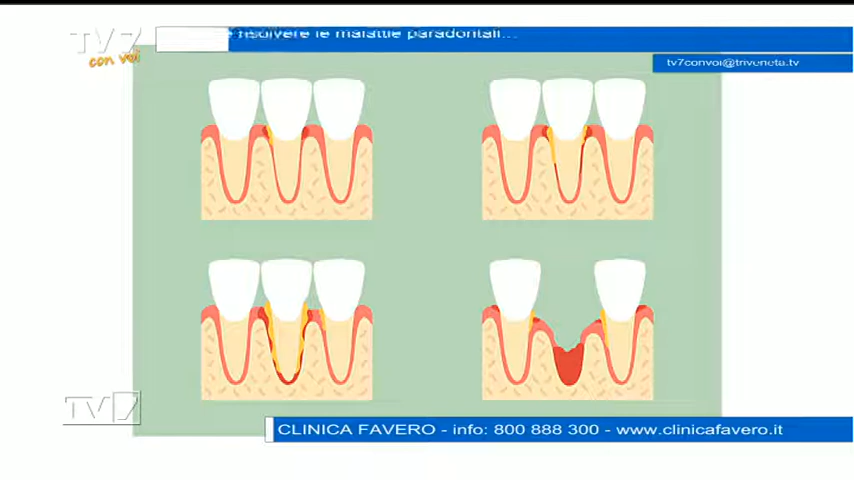 TV7
con voi
risolvere le malattie paradontali...
tv7convoi@triveneta.tv
TV7
CLINICA FAVERO - info: 800 888 300 - www.clinicafavero.it